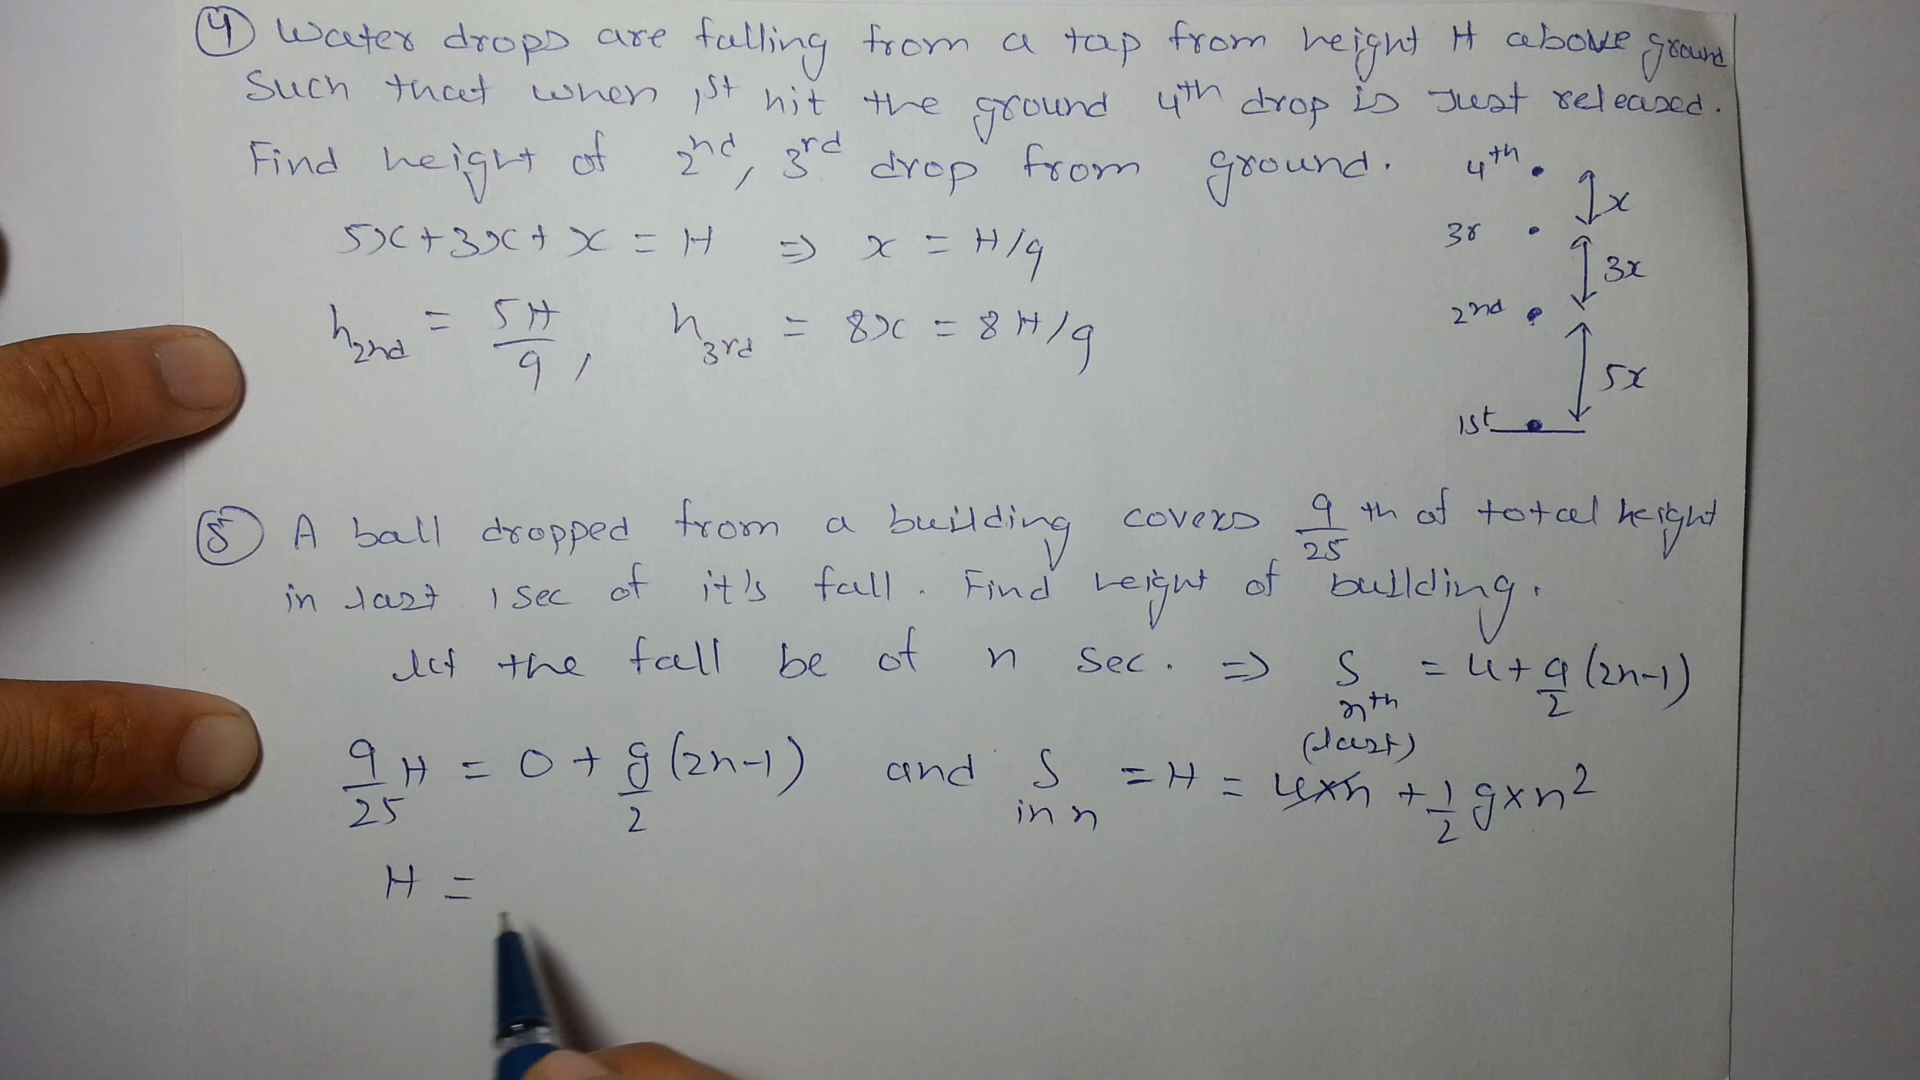 4 Water drops are falling from a tap from height H above ground
Such that when 1st hit the ground 4th drop is Just released.
Find height of 2nd, 3rd drop from ground.
4th
x
5x + 3x + x = H ⇒ x = H/9
3r
3x
h2nd = 5H/9, h3rd = 8x = 8H/9
2nd
5x
1st
5 A ball dropped from a building covers 9/25 th of total height
in last 1 sec of it's fall. Find height of building.
let the fall be of n sec. ⇒ S nth (last) = u + a/2 (2n-1)
9/25 H = 0 + g/2 (2n-1) and S in n = H = u×n + 1/2 g×n²
H =